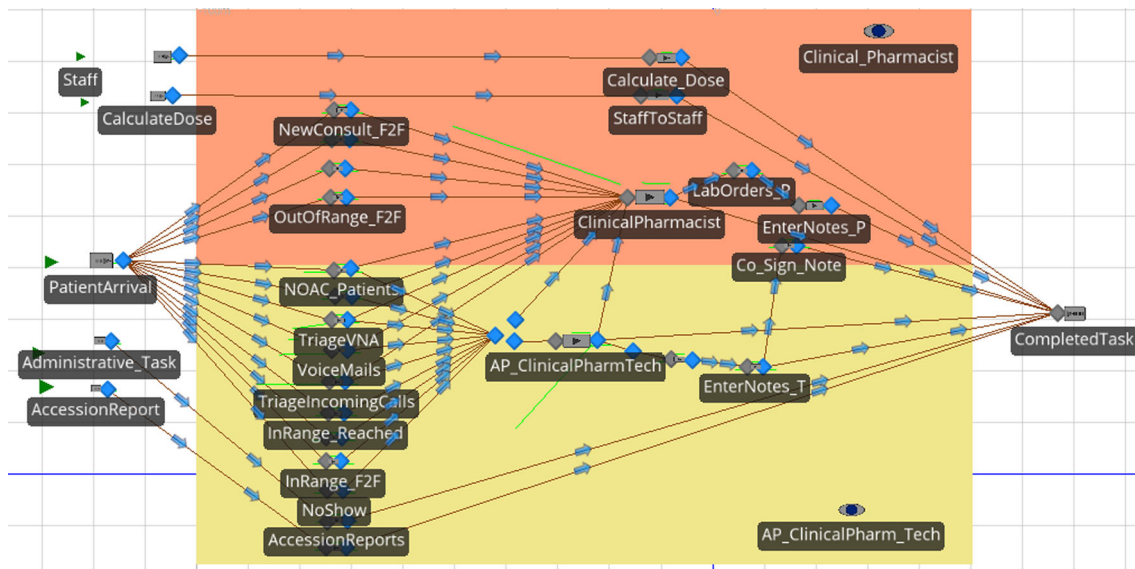 Staff
CalculateDose
PatientArrival
Administrative_Task
AccessionReport
NewConsult_F2F
OutOfRange_F2F
NOAC_Patients
TriageVNA
VoiceMails
TriageIncomingCalls
InRange_Reached
InRange_F2F
NoShow
AccessionReports
Calculate_Dose
StaffToStaff
Clinical_Pharmacist
ClinicalPharmacist
LabOrders_P
EnterNotes_P
Co_Sign_Note
AP_ClinicalPharmTech
EnterNotes_T
CompletedTask
AP_ClinicalPharm_Tech